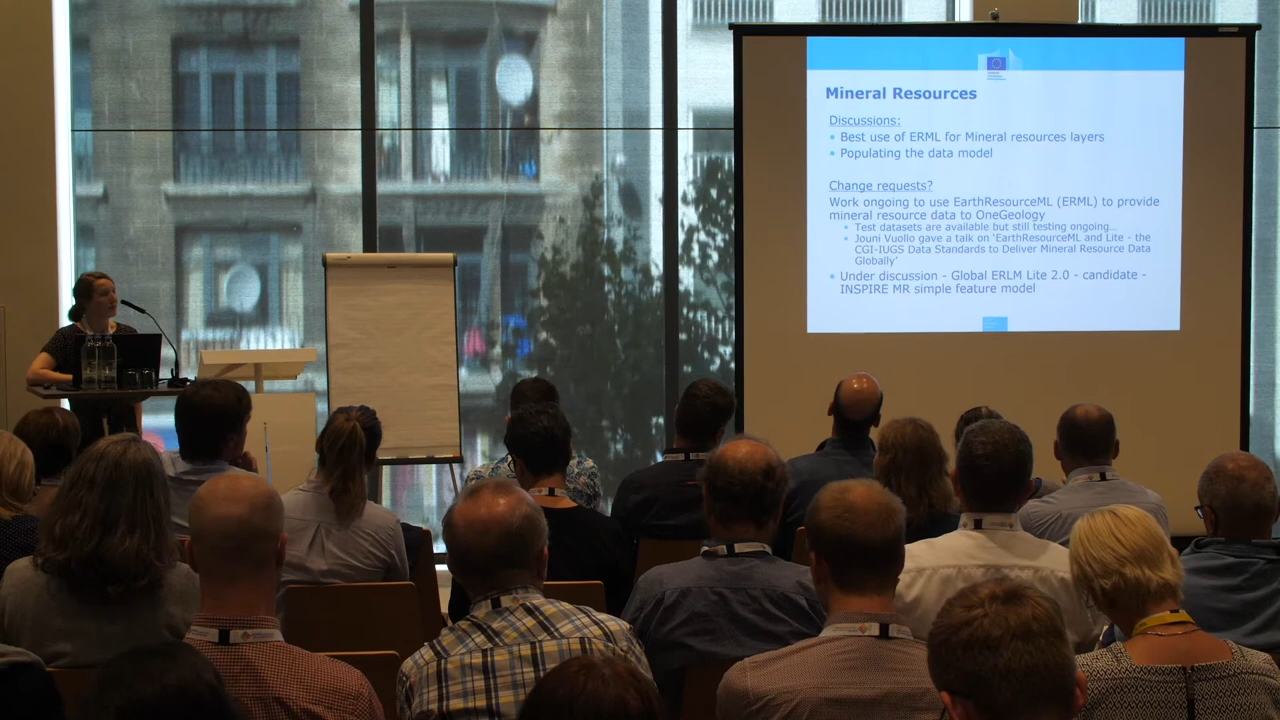 Mineral Resources
Discussions:
• Best use of ERML for Mineral resources layers
• Populating the data model
Change requests?
Work ongoing to use EarthResourceML (ERML) to provide
mineral resource data to OneGeology
• Test datasets are available but still testing ongoing...
• Jouni Vuollo gave a talk on 'EarthResourceML and Lite - the
CGI-IUGS Data Standards to Deliver Mineral Resource Data
Globally'
• Under discussion - Global ERLM Lite 2.0 - candidate -
INSPIRE MR simple feature model